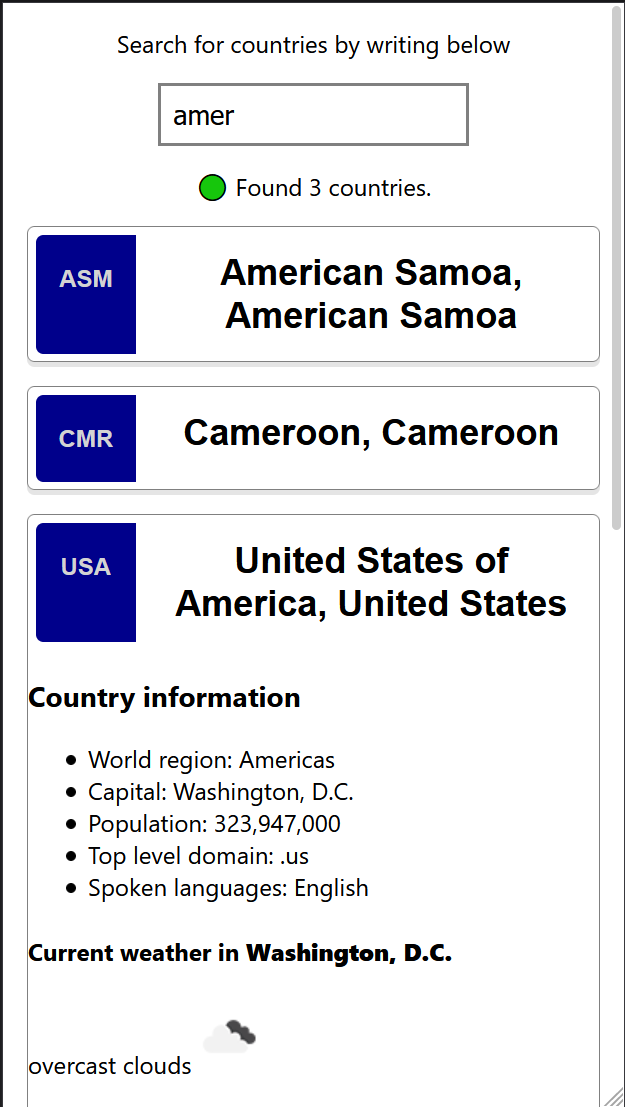 Search for countries by writing below
amer
Found 3 countries.
ASM
American Samoa,
American Samoa
CMR
Cameroon, Cameroon
USA
United States of
America, United States
Country information
World region: Americas
Capital: Washington, D.C.
Population: 323,947,000
Top level domain: .us
Spoken languages: English
Current weather in Washington, D.C.
overcast clouds